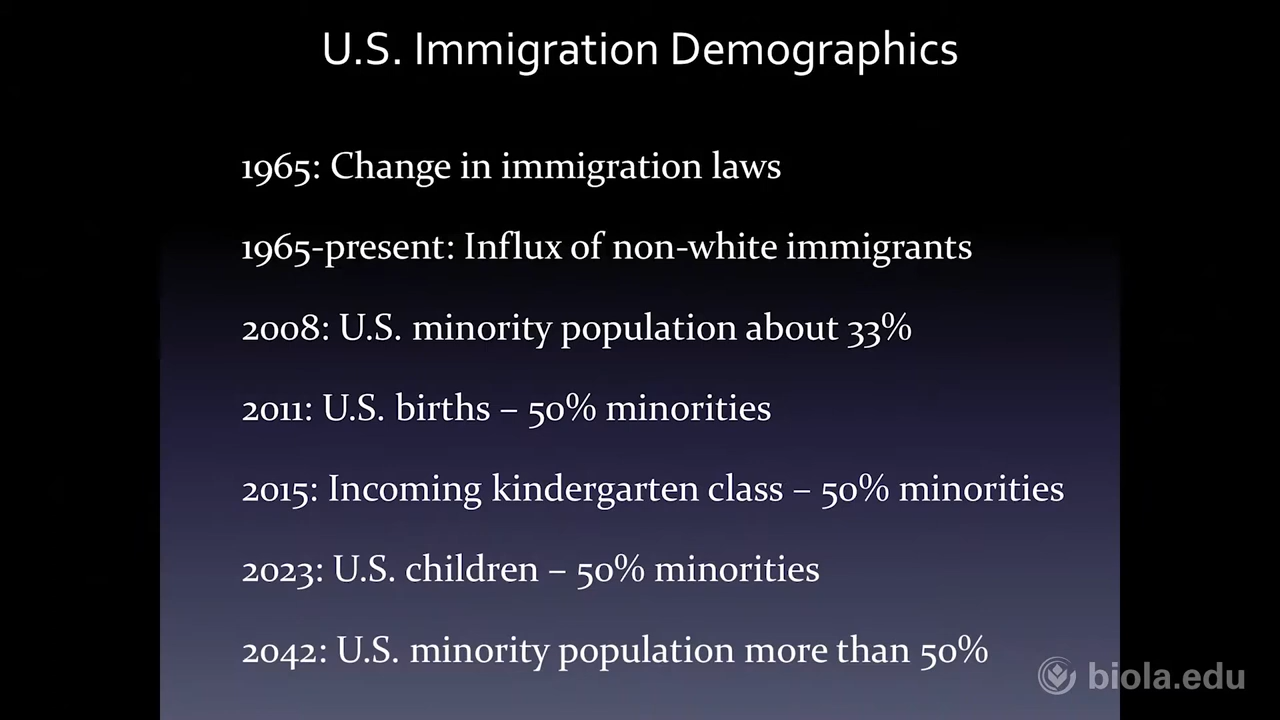 U.S. Immigration Demographics
1965: Change in immigration laws
1965-present: Influx of non-white immigrants
2008: U.S. minority population about 33%
2011: U.S. births – 50% minorities
2015: Incoming kindergarten class – 50% minorities
2023: U.S. children – 50% minorities
2042: U.S. minority population more than 50%
biola.edu